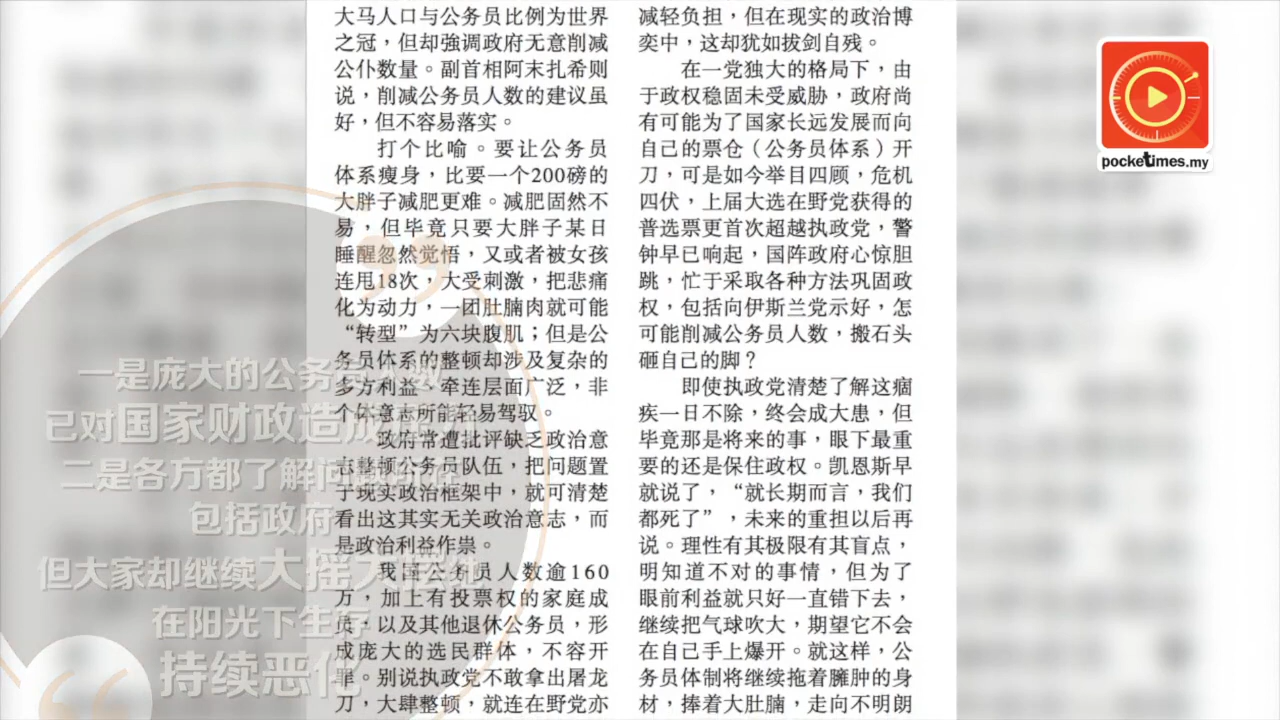 大马人口与公务员比例为世界
之冠，但却強调政府无意削减
公仆数量。副首相阿末扎希则
说，削减公务员人数的建议虽
好，但不容易落实。
打个比喻。要让公务员
体系瘦身，比要一个200磅的
大胖子减肥更难。减肥固然不
易，但毕竟只要大胖子某日
睡醒忽然觉悟，又或者被女孩
连甩18次，大受刺激，把悲痛
化为动力，一团肚腩肉就可能
“转型”为六块腹肌；但是公
务员体系的整顿却涉及复杂的
多方利益、牵连层面广泛，非
个体意志所能轻易驾驭。
政府常遭批评缺乏政治意
志整顿公务员队伍，把问题置
于现实政治框架中，就可清楚
看出这其实无关政治意志，而
是政治利益作祟。
我国公务员人数逾160
万，加上有投票权的家庭成
员，以及其他退休公务员，形
成庞大的选民群体，不容开
罪。别说执政党不敢拿出屠龙
刀，大肆整顿，就连在野党亦
减轻负担，但在现实的政治博
奕中，这却犹如拔剑自残。
在一党独大的格局下，由
于政权稳固未受威胁，政府尚
有可能为了国家长远发展而向
自己的票仓（公务员体系）开
刀，可是如今举目四顾，危机
四伏，上届大选在野党获得的
普选票更首次超越执政党，警
钟早已响起，国阵政府心惊胆
跳，忙于采取各种方法巩固政
权，包括向伊斯兰党示好，怎
可能削减公务员人数，搬石头
砸自己的脚？
即使执政党清楚了解这痼
疾一日不除，终会成大患，但
毕竟那是将来的事，眼下最重
要的还是保住政权。凯恩斯早
就说了，“就长期而言，我们
都死了”，未来的重担以后再
说。理性有其极限有其盲点，
明知道不对的事情，但为了
眼前利益就只好一直错下去，
继续把气球吹大，期望它不会
在自己手上爆开。就这样，公
务员体制将继续拖着臃肿的身
材，捧着大肚腩，走向不明朗
一是庞大的公务员
已对国家财政造成
二是各方都了解问题所在
包括政府
但大家却继续大摇大摆
在阳光下生存
持续恶化
pocketimes.my